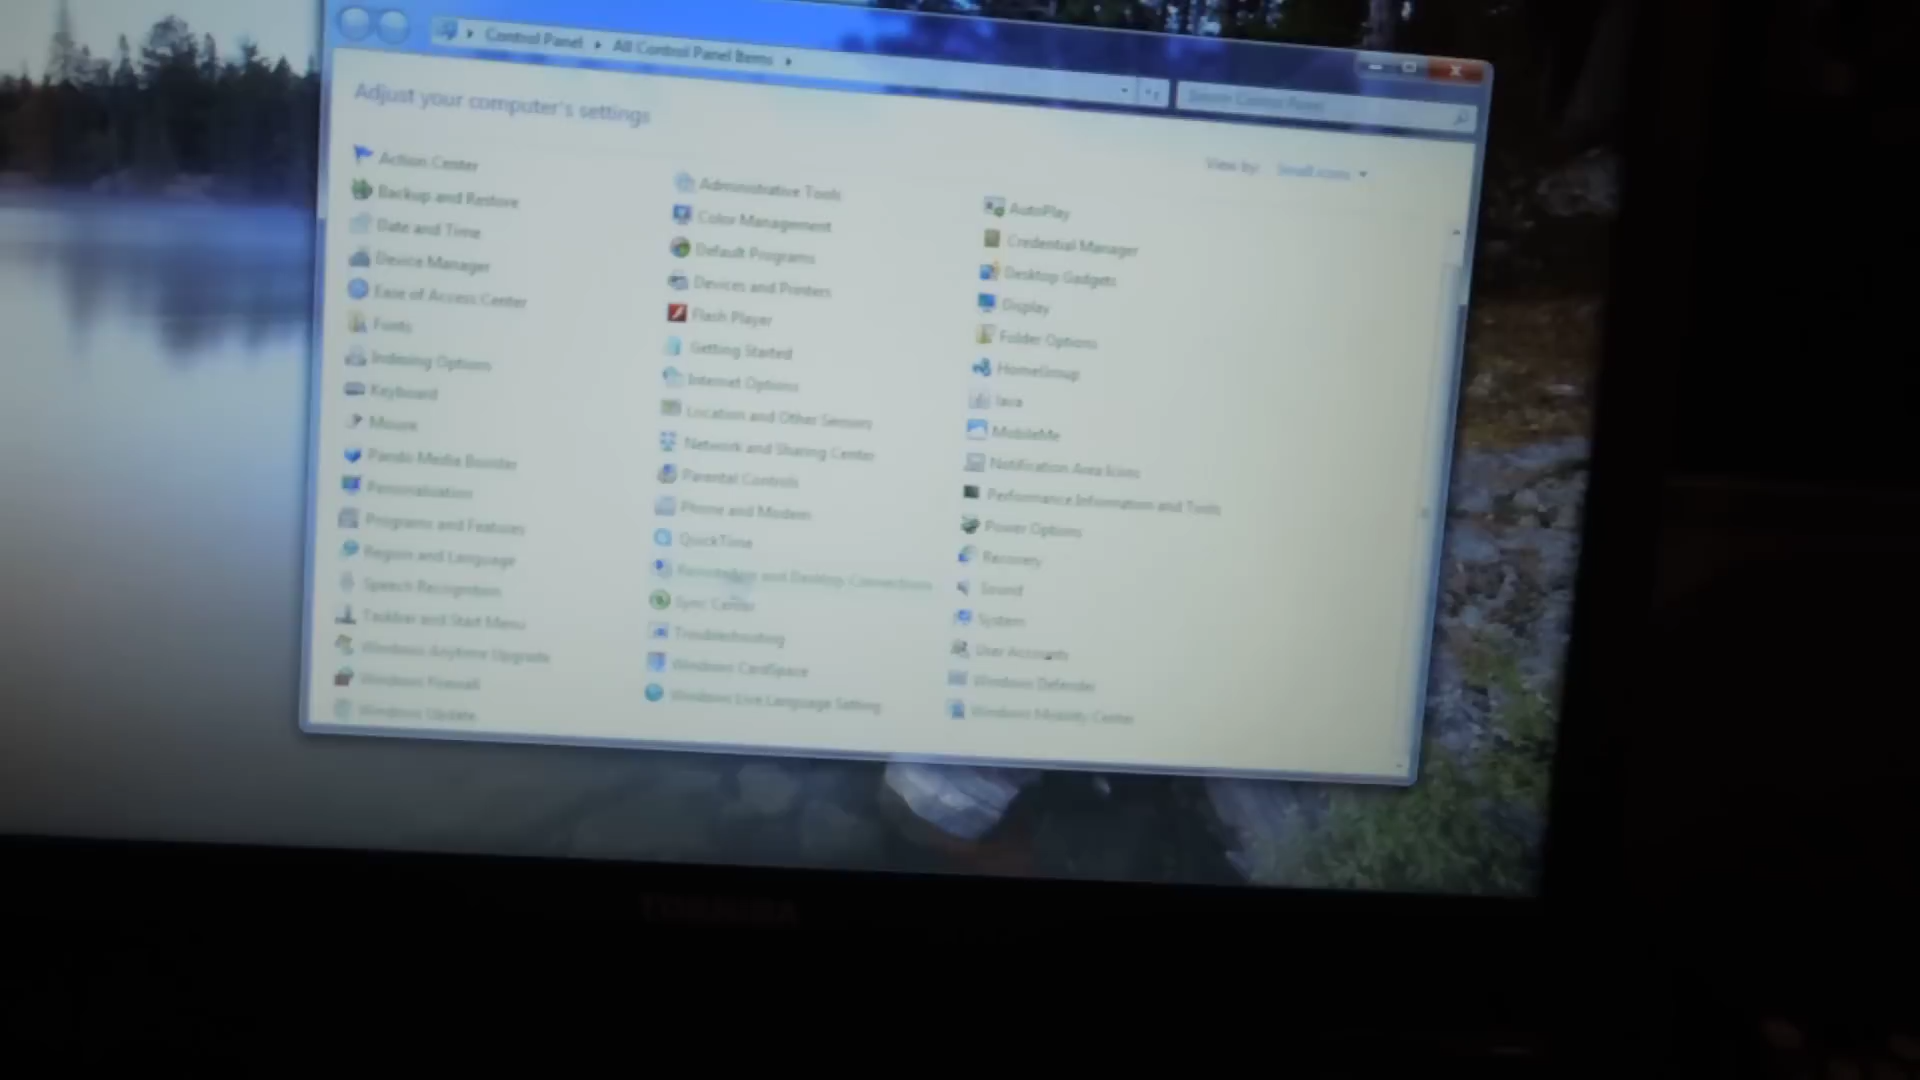 Control Panel ▸ All Control Panel Items ▸
Search Control Panel
Adjust your computer's settings
View by: Small icons
Action Center
Administrative Tools
AutoPlay
Backup and Restore
Color Management
Credential Manager
Date and Time
Default Programs
Desktop Gadgets
Device Manager
Devices and Printers
Display
Ease of Access Center
Flash Player
Folder Options
Fonts
Getting Started
HomeGroup
Indexing Options
Internet Options
Java
Keyboard
Location and Other Sensors
MobileMe
Mouse
Network and Sharing Center
Notification Area Icons
Pando Media Booster
Parental Controls
Performance Information and Tools
Personalization
Phone and Modem
Power Options
Programs and Features
QuickTime
Recovery
Region and Language
RemoteApp and Desktop Connections
Sound
Speech Recognition
Sync Center
System
Taskbar and Start Menu
Troubleshooting
User Accounts
Windows Anytime Upgrade
Windows CardSpace
Windows Defender
Windows Firewall
Windows Live Language Setting
Windows Mobility Center
Windows Update
TOSHIBA